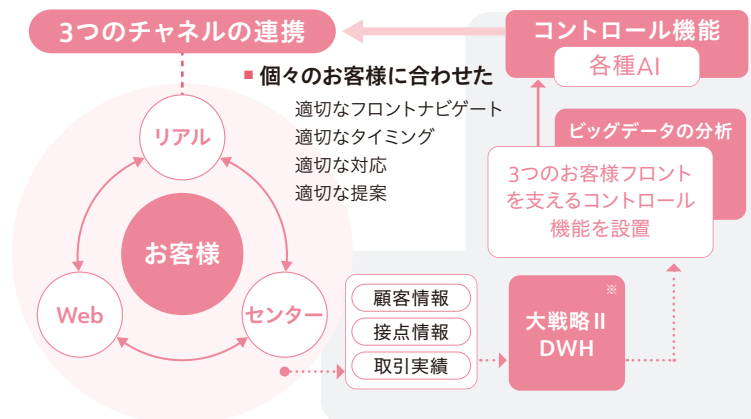 3つのチャネルの連携
コントロール機能
各種AI
■ 個々のお客様に合わせた
適切なフロントナビゲート
適切なタイミング
適切な対応
適切な提案
ビッグデータの分析
3つのお客様フロント
を支えるコントロール
機能を設置
リアル
お客様
Web
センター
顧客情報
接点情報
取引実績
※
大戦略Ⅱ
DWH